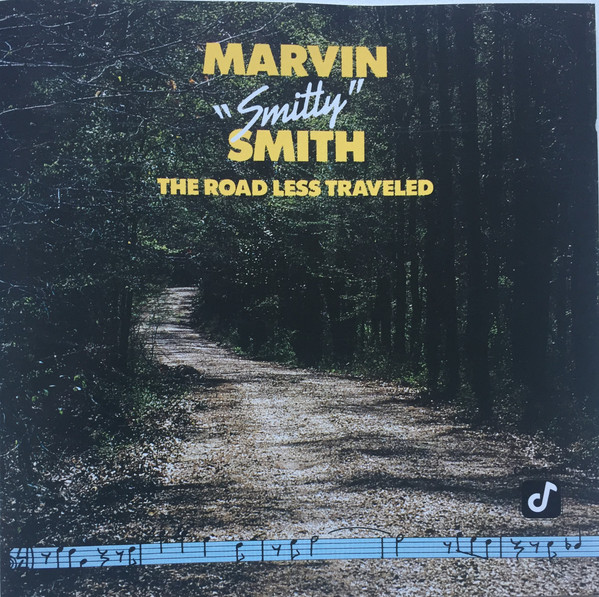 MARVIN
"Smitty"
SMITH
THE ROAD LESS TRAVELED